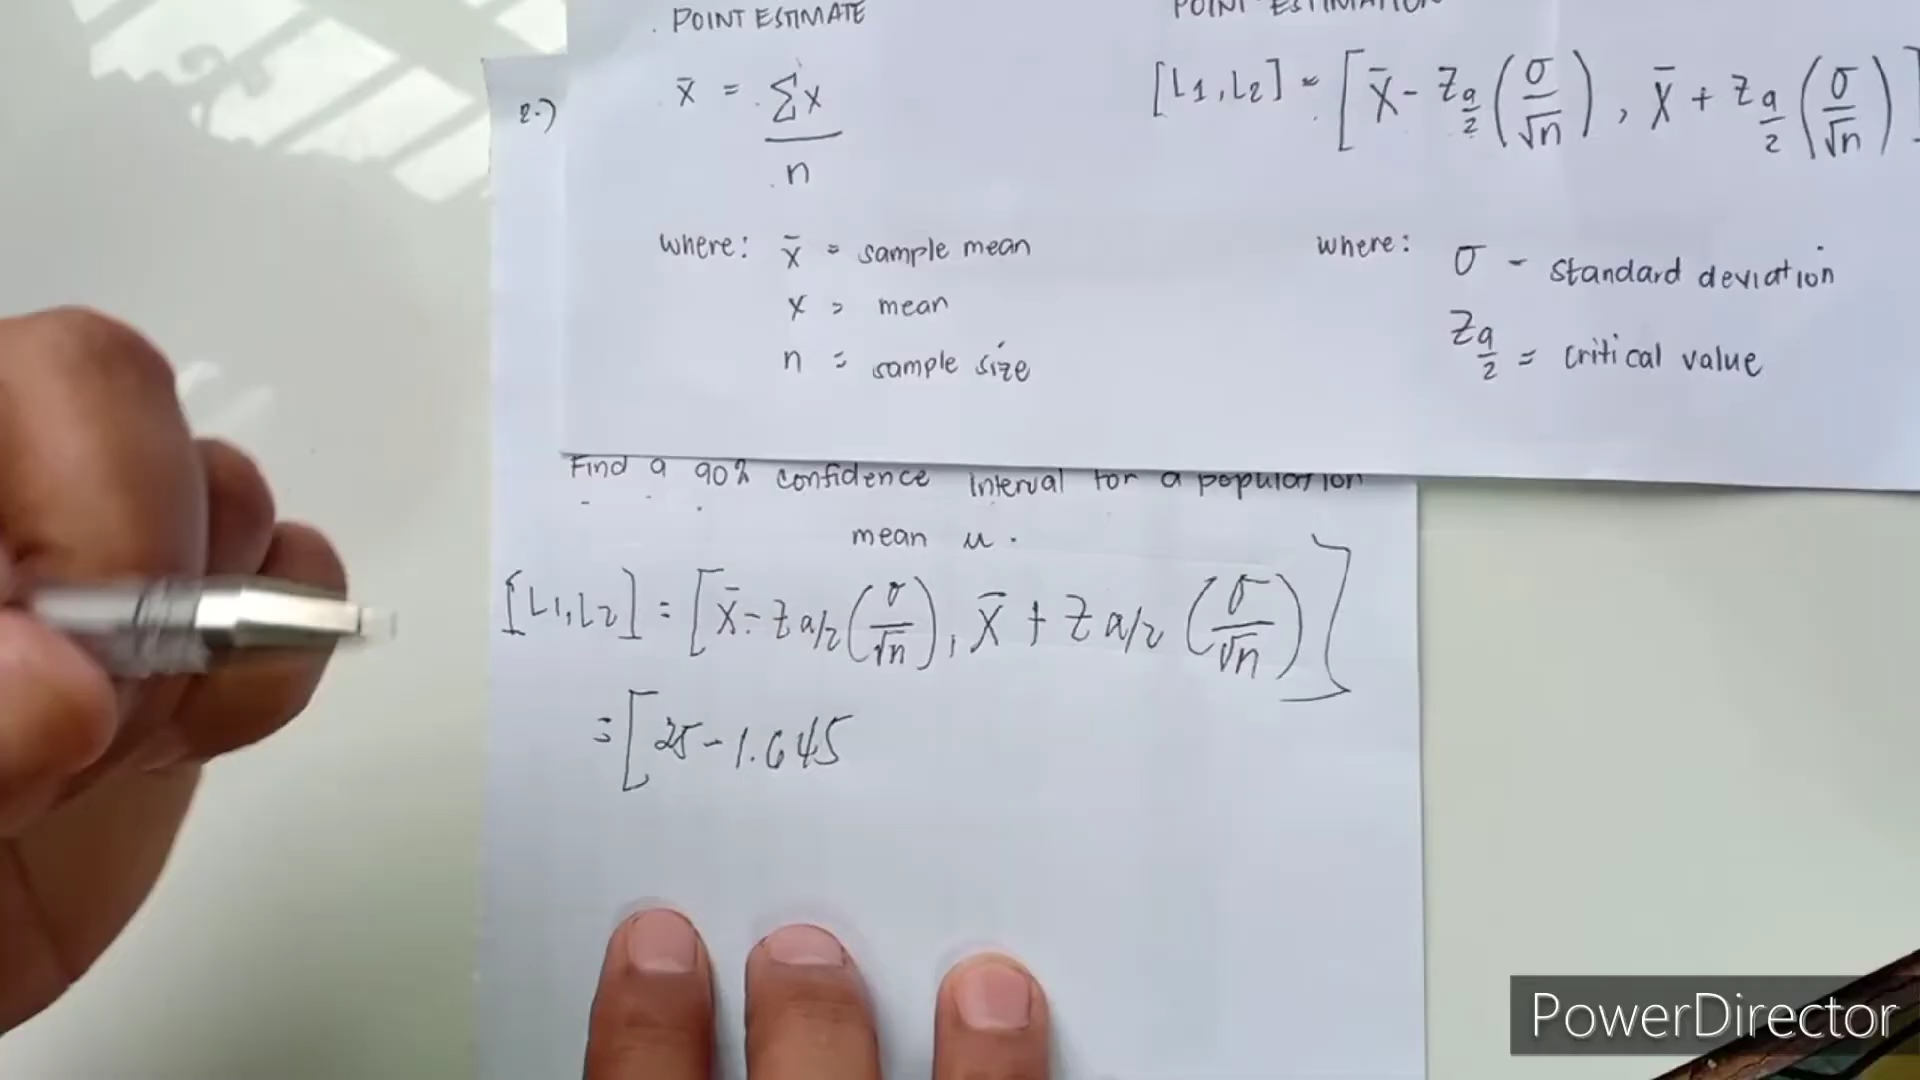 . POINT ESTIMATE
x̄ = Σx
n
where: x̄ = sample mean
x = mean
n = sample size
POINT ESTIMATION
[L1, L2] = [x̄ - Za/2 (σ/√n), x̄ + Za/2 (σ/√n)]
where: σ - standard deviation
Za/2 = critical value
2.)
Find a 90% confidence interval for a population
mean u.
[L1, L2] = [x̄ - Z a/2 (σ/√n), x̄ + Z a/2 (σ/√n)]
= [25 - 1.645
PowerDirector